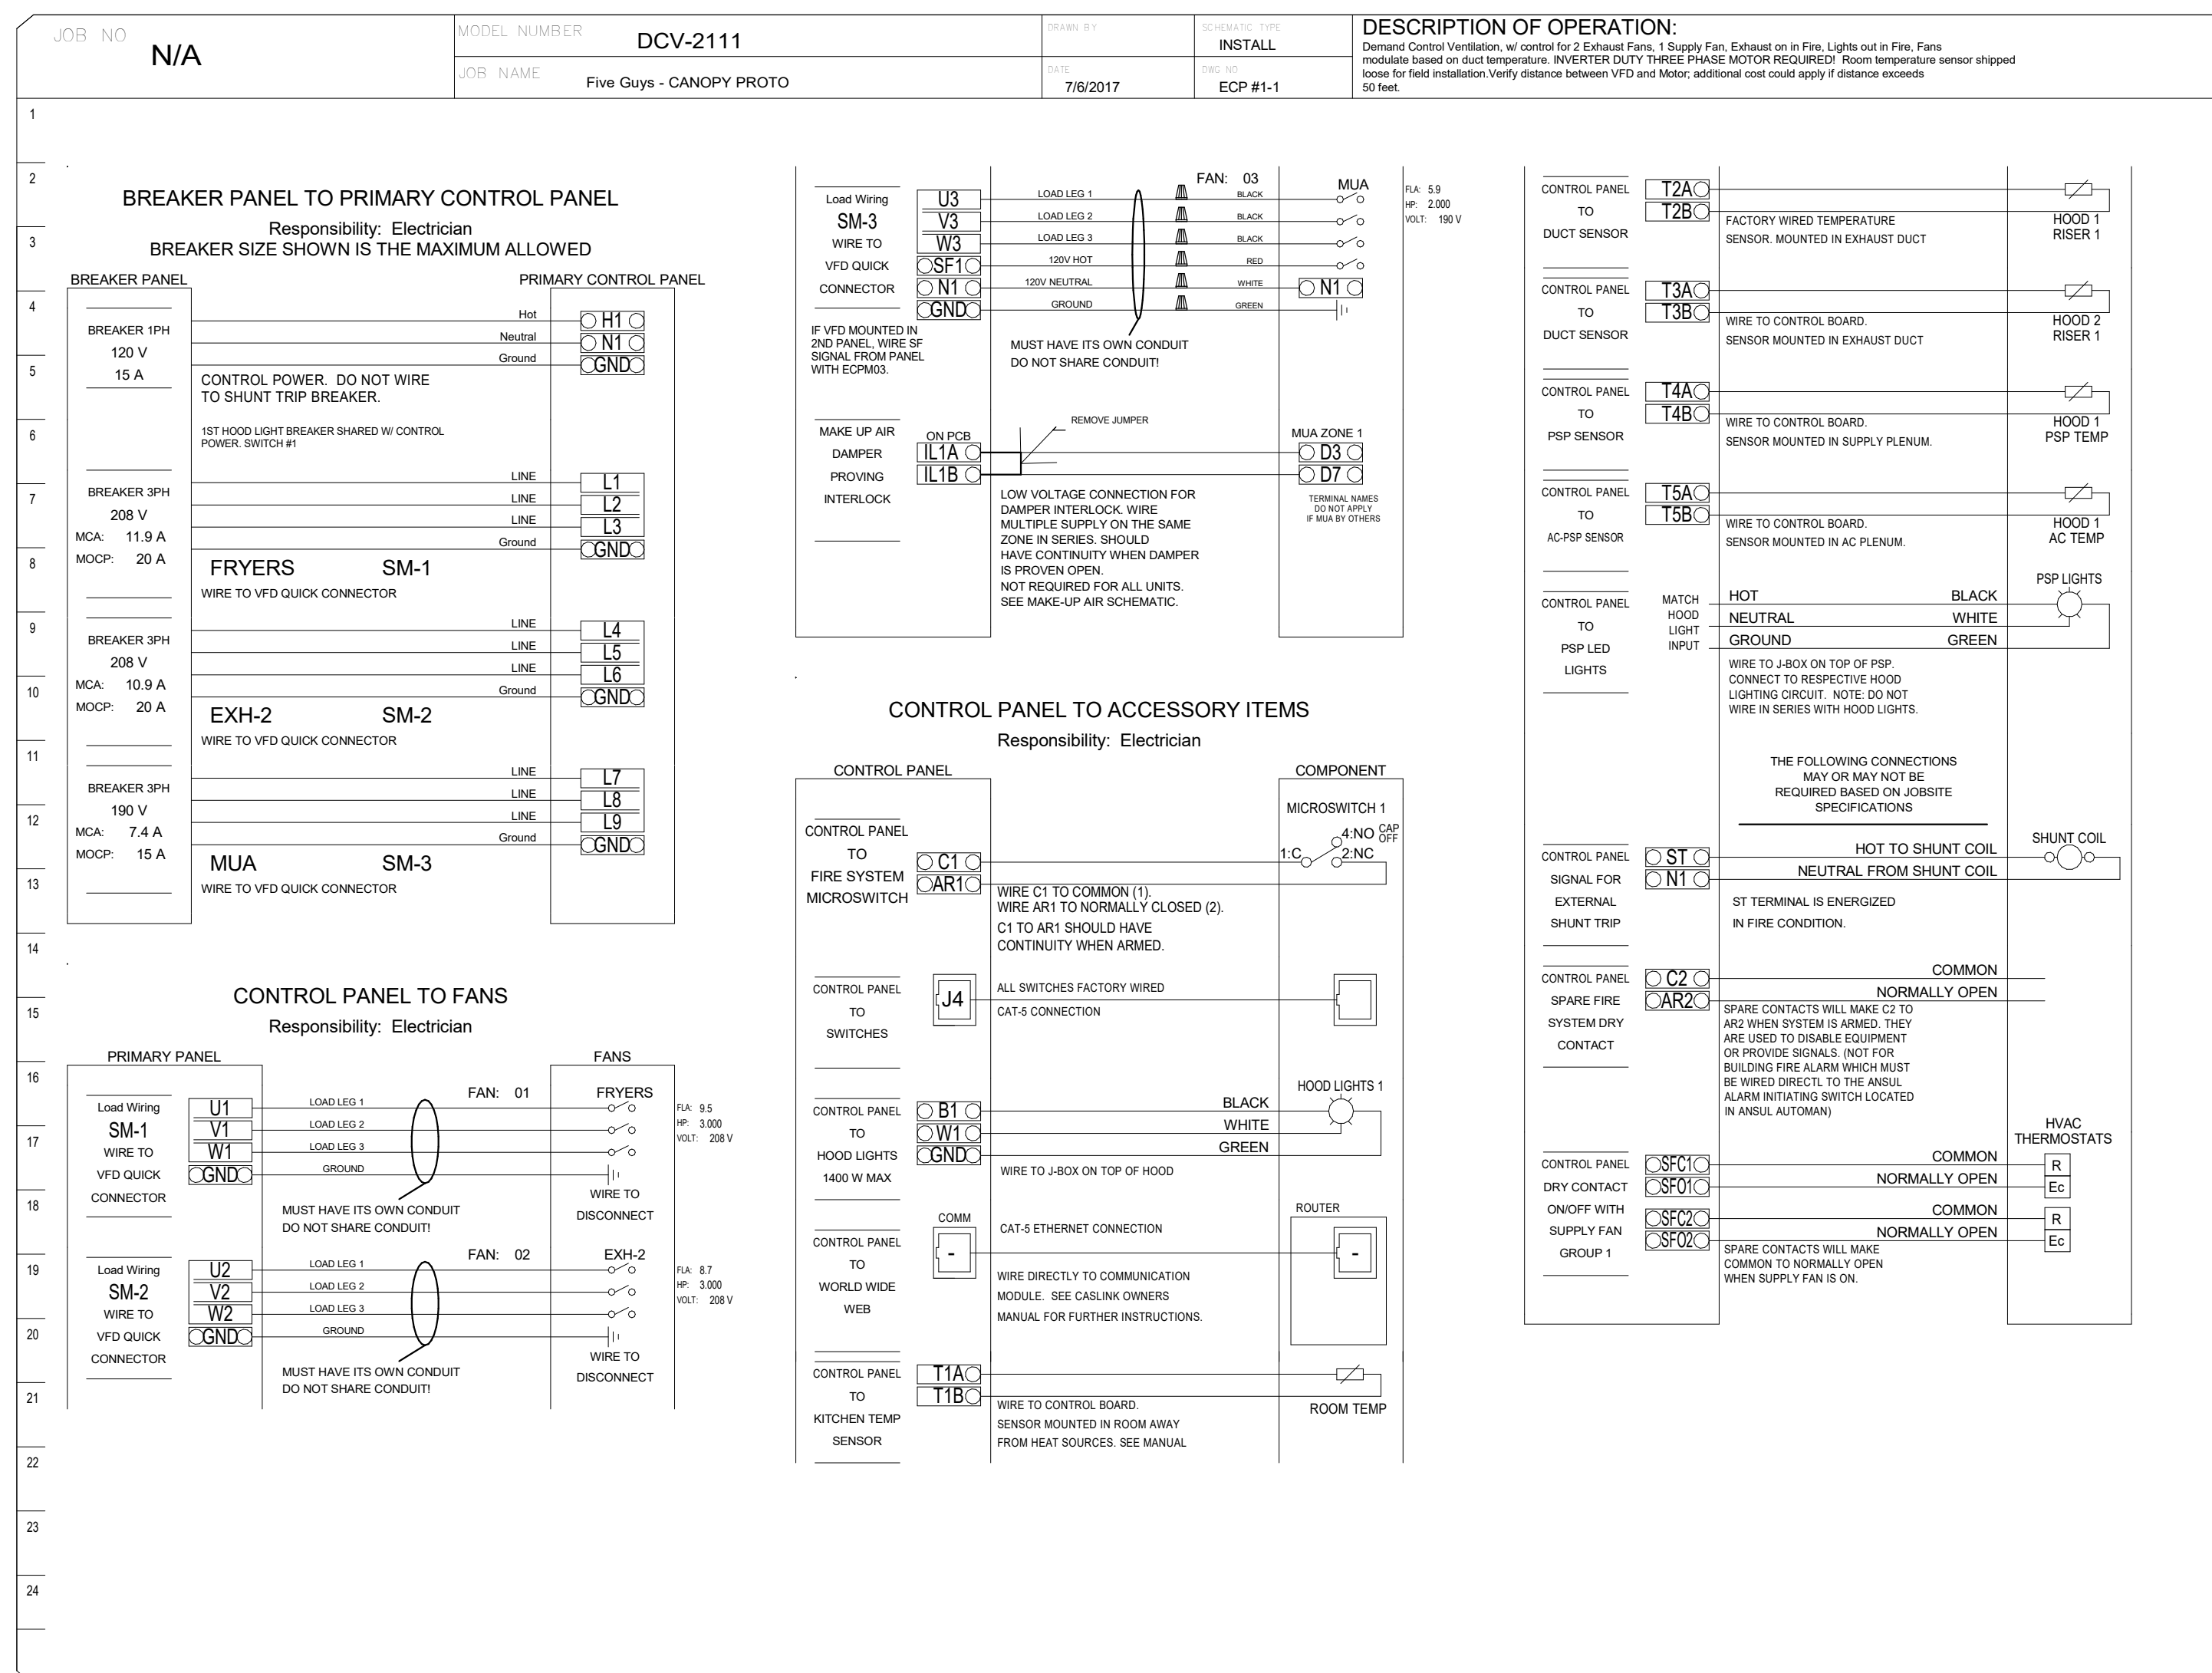 JOB NO
N/A
MODEL NUMBER
DCV-2111
JOB NAME
Five Guys - CANOPY PROTO
DRAWN BY
SCHEMATIC TYPE
INSTALL
DATE
7/6/2017
DWG NO
ECP #1-1
DESCRIPTION OF OPERATION:
Demand Control Ventilation, w/ control for 2 Exhaust Fans, 1 Supply Fan, Exhaust on in Fire, Lights out in Fire, Fans
modulate based on duct temperature. INVERTER DUTY THREE PHASE MOTOR REQUIRED! Room temperature sensor shipped
loose for field installation.Verify distance between VFD and Motor; additional cost could apply if distance exceeds
50 feet.
1
2
3
4
5
6
7
8
9
10
11
12
13
14
15
16
17
18
19
20
21
22
23
24
BREAKER PANEL TO PRIMARY CONTROL PANEL
Responsibility: Electrician
BREAKER SIZE SHOWN IS THE MAXIMUM ALLOWED
BREAKER PANEL
PRIMARY CONTROL PANEL
BREAKER 1PH
120 V
15 A
Hot
H1
Neutral
N1
Ground
GND
CONTROL POWER. DO NOT WIRE
TO SHUNT TRIP BREAKER.
1ST HOOD LIGHT BREAKER SHARED W/ CONTROL
POWER. SWITCH #1
BREAKER 3PH
208 V
MCA: 11.9 A
MOCP: 20 A
LINE
L1
LINE
L2
LINE
L3
Ground
GND
FRYERS SM-1
WIRE TO VFD QUICK CONNECTOR
BREAKER 3PH
208 V
MCA: 10.9 A
MOCP: 20 A
LINE
L4
LINE
L5
LINE
L6
Ground
GND
EXH-2 SM-2
WIRE TO VFD QUICK CONNECTOR
BREAKER 3PH
190 V
MCA: 7.4 A
MOCP: 15 A
LINE
L7
LINE
L8
LINE
L9
Ground
GND
MUA SM-3
WIRE TO VFD QUICK CONNECTOR
CONTROL PANEL TO FANS
Responsibility: Electrician
PRIMARY PANEL
FANS
Load Wiring
SM-1
WIRE TO
VFD QUICK
CONNECTOR
U1
V1
W1
GND
LOAD LEG 1
LOAD LEG 2
LOAD LEG 3
GROUND
FAN: 01
FRYERS
FLA: 9.5
HP: 3.000
VOLT: 208 V
WIRE TO
DISCONNECT
MUST HAVE ITS OWN CONDUIT
DO NOT SHARE CONDUIT!
Load Wiring
SM-2
WIRE TO
VFD QUICK
CONNECTOR
U2
V2
W2
GND
LOAD LEG 1
LOAD LEG 2
LOAD LEG 3
GROUND
FAN: 02
EXH-2
FLA: 8.7
HP: 3.000
VOLT: 208 V
WIRE TO
DISCONNECT
MUST HAVE ITS OWN CONDUIT
DO NOT SHARE CONDUIT!
Load Wiring
SM-3
WIRE TO
VFD QUICK
CONNECTOR
IF VFD MOUNTED IN
2ND PANEL, WIRE SF
SIGNAL FROM PANEL
WITH ECPM03.
U3
V3
W3
SF1
N1
GND
LOAD LEG 1
LOAD LEG 2
LOAD LEG 3
120V HOT
120V NEUTRAL
GROUND
FAN: 03
BLACK
BLACK
BLACK
RED
WHITE
GREEN
MUA
N1
FLA: 5.9
HP: 2.000
VOLT: 190 V
MUST HAVE ITS OWN CONDUIT
DO NOT SHARE CONDUIT!
MAKE UP AIR
DAMPER
PROVING
INTERLOCK
ON PCB
IL1A
IL1B
REMOVE JUMPER
MUA ZONE 1
D3
D7
TERMINAL NAMES
DO NOT APPLY
IF MUA BY OTHERS
LOW VOLTAGE CONNECTION FOR
DAMPER INTERLOCK. WIRE
MULTIPLE SUPPLY ON THE SAME
ZONE IN SERIES. SHOULD
HAVE CONTINUITY WHEN DAMPER
IS PROVEN OPEN.
NOT REQUIRED FOR ALL UNITS.
SEE MAKE-UP AIR SCHEMATIC.
CONTROL PANEL TO ACCESSORY ITEMS
Responsibility: Electrician
CONTROL PANEL
COMPONENT
CONTROL PANEL
TO
FIRE SYSTEM
MICROSWITCH
C1
AR1
MICROSWITCH 1
4:NO
CAP
OFF
1:C
2:NC
WIRE C1 TO COMMON (1).
WIRE AR1 TO NORMALLY CLOSED (2).
C1 TO AR1 SHOULD HAVE
CONTINUITY WHEN ARMED.
CONTROL PANEL
TO
SWITCHES
J4
ALL SWITCHES FACTORY WIRED
CAT-5 CONNECTION
CONTROL PANEL
TO
HOOD LIGHTS
1400 W MAX
B1
W1
GND
BLACK
WHITE
GREEN
HOOD LIGHTS 1
WIRE TO J-BOX ON TOP OF HOOD
CONTROL PANEL
TO
WORLD WIDE
WEB
COMM
-
CAT-5 ETHERNET CONNECTION
ROUTER
-
WIRE DIRECTLY TO COMMUNICATION
MODULE. SEE CASLINK OWNERS
MANUAL FOR FURTHER INSTRUCTIONS.
CONTROL PANEL
TO
KITCHEN TEMP
SENSOR
T1A
T1B
ROOM TEMP
WIRE TO CONTROL BOARD.
SENSOR MOUNTED IN ROOM AWAY
FROM HEAT SOURCES. SEE MANUAL
CONTROL PANEL
TO
DUCT SENSOR
T2A
T2B
FACTORY WIRED TEMPERATURE
SENSOR. MOUNTED IN EXHAUST DUCT
HOOD 1
RISER 1
CONTROL PANEL
TO
DUCT SENSOR
T3A
T3B
WIRE TO CONTROL BOARD.
SENSOR MOUNTED IN EXHAUST DUCT
HOOD 2
RISER 1
CONTROL PANEL
TO
PSP SENSOR
T4A
T4B
WIRE TO CONTROL BOARD.
SENSOR MOUNTED IN SUPPLY PLENUM.
HOOD 1
PSP TEMP
CONTROL PANEL
TO
AC-PSP SENSOR
T5A
T5B
WIRE TO CONTROL BOARD.
SENSOR MOUNTED IN AC PLENUM.
HOOD 1
AC TEMP
CONTROL PANEL
TO
PSP LED
LIGHTS
MATCH
HOOD
LIGHT
INPUT
HOT BLACK
NEUTRAL WHITE
GROUND GREEN
PSP LIGHTS
WIRE TO J-BOX ON TOP OF PSP.
CONNECT TO RESPECTIVE HOOD
LIGHTING CIRCUIT. NOTE: DO NOT
WIRE IN SERIES WITH HOOD LIGHTS.
THE FOLLOWING CONNECTIONS
MAY OR MAY NOT BE
REQUIRED BASED ON JOBSITE
SPECIFICATIONS
CONTROL PANEL
SIGNAL FOR
EXTERNAL
SHUNT TRIP
ST
N1
HOT TO SHUNT COIL
NEUTRAL FROM SHUNT COIL
SHUNT COIL
ST TERMINAL IS ENERGIZED
IN FIRE CONDITION.
CONTROL PANEL
SPARE FIRE
SYSTEM DRY
CONTACT
C2
AR2
COMMON
NORMALLY OPEN
SPARE CONTACTS WILL MAKE C2 TO
AR2 WHEN SYSTEM IS ARMED. THEY
ARE USED TO DISABLE EQUIPMENT
OR PROVIDE SIGNALS. (NOT FOR
BUILDING FIRE ALARM WHICH MUST
BE WIRED DIRECTL TO THE ANSUL
ALARM INITIATING SWITCH LOCATED
IN ANSUL AUTOMAN)
HVAC
THERMOSTATS
CONTROL PANEL
DRY CONTACT
ON/OFF WITH
SUPPLY FAN
GROUP 1
SFC1
SFO1
SFC2
SFO2
COMMON
NORMALLY OPEN
COMMON
NORMALLY OPEN
R
Ec
R
Ec
SPARE CONTACTS WILL MAKE
COMMON TO NORMALLY OPEN
WHEN SUPPLY FAN IS ON.